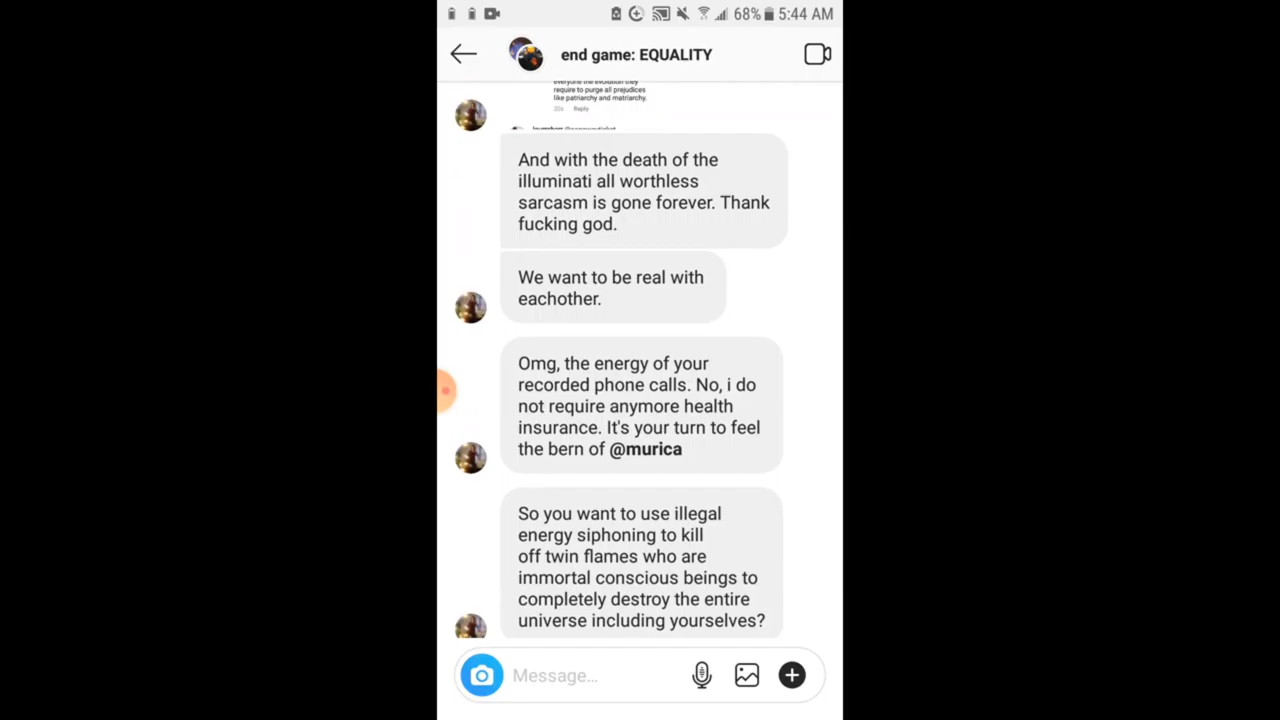 68% 5:44 AM
end game: EQUALITY
everyone the evolution they
require to purge all prejudices
like patriarchy and matriarchy.
Reply
And with the death of the
illuminati all worthless
sarcasm is gone forever. Thank
fucking god.
We want to be real with
eachother.
Omg, the energy of your
recorded phone calls. No, i do
not require anymore health
insurance. It's your turn to feel
the bern of @murica
So you want to use illegal
energy siphoning to kill
off twin flames who are
immortal conscious beings to
completely destroy the entire
universe including yourselves?
Message...